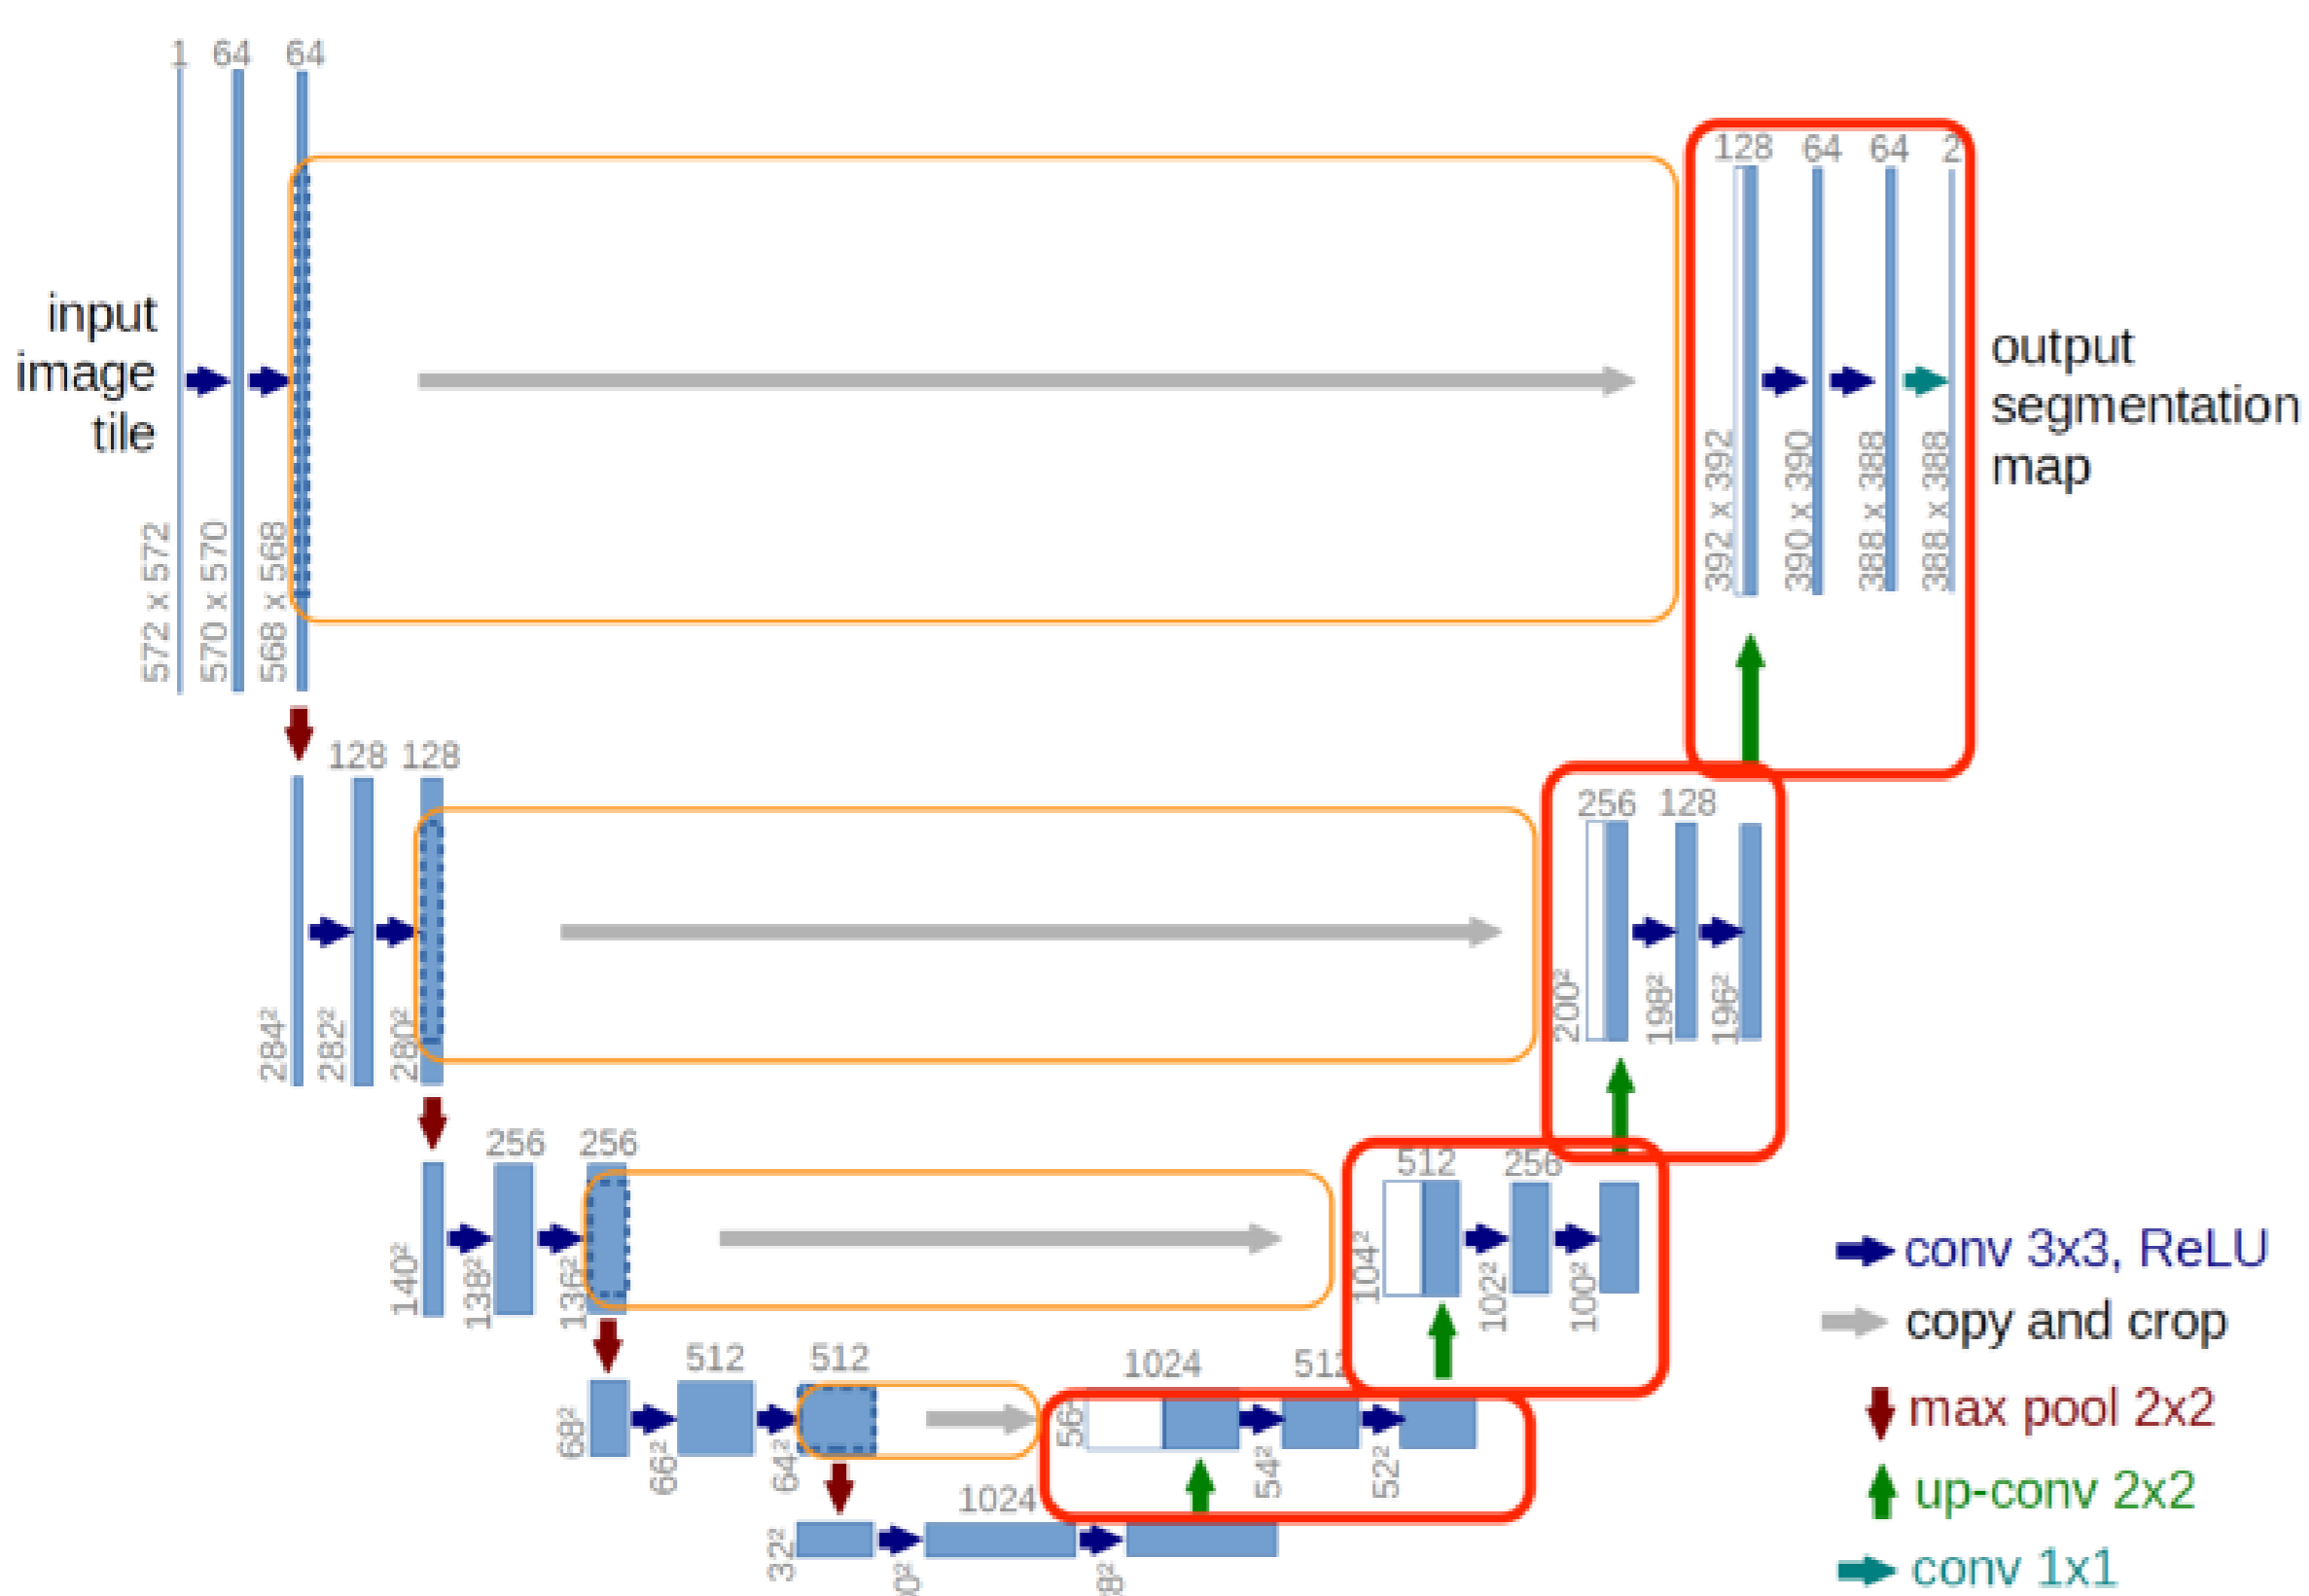 1 64 64
128 64 64 2
input
image
tile
output
segmentation
map
572 x 572
570 x 570
568 x 568
392 x 392
390 x 390
388 x 388
388 x 388
128 128
256 128
284²
282²
280²
200²
198²
196²
256 256
512 256
140²
138²
136²
104²
102²
100²
conv 3x3, ReLU
copy and crop
max pool 2x2
up-conv 2x2
conv 1x1
512 512
1024 512
68²
66²
64²
56²
54²
52²
1024
32²